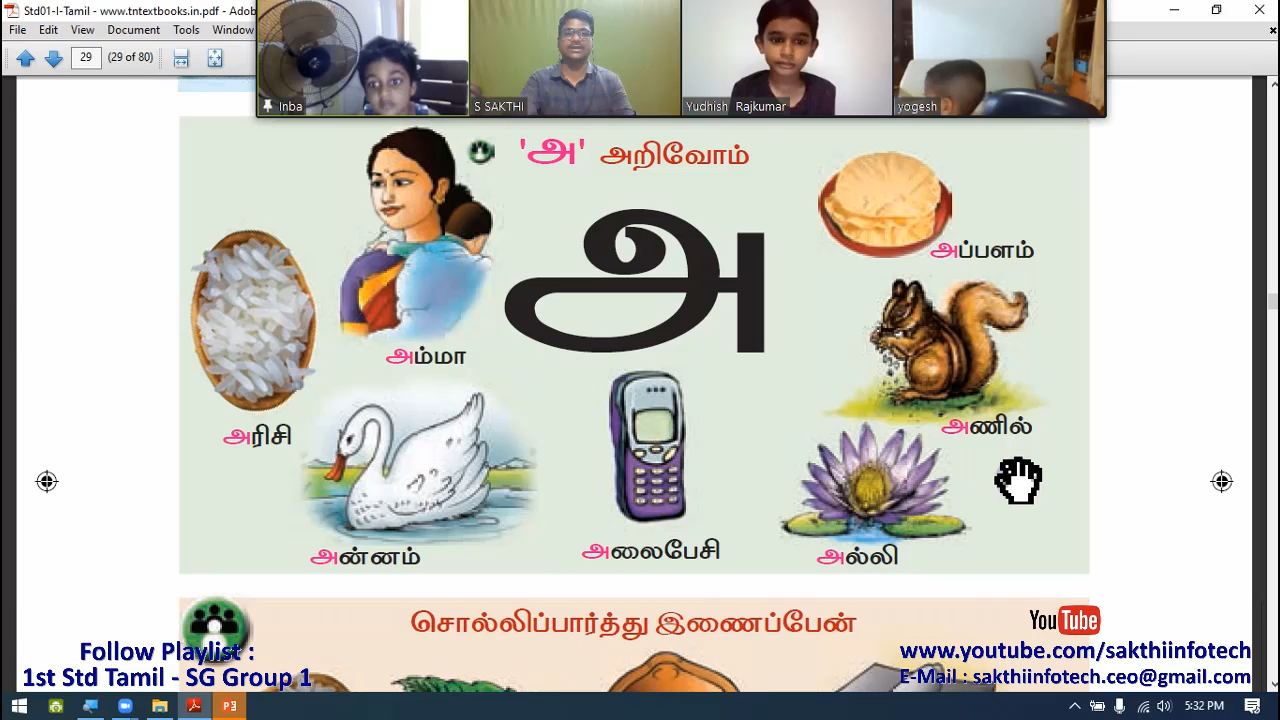 Std01-I-Tamil - www.tntextbooks.in.pdf - Adob
File Edit View Document Tools Window
29 (29 of 80)
Inba
S SAKTHI
Yudhish Rajkumar
yogesh
'அ' அறிவோம்
அ
அப்பளம்
அம்மா
அணில்
அரிசி
அன்னம்
அலைபேசி
அல்லி
சொல்லிப்பார்த்து இணைப்பேன்
YouTube
Follow Playlist :
1st Std Tamil - SG Group 1
www.youtube.com/sakthiinfotech
E-Mail : sakthiinfotech.ceo@gmail.com
5:32 PM